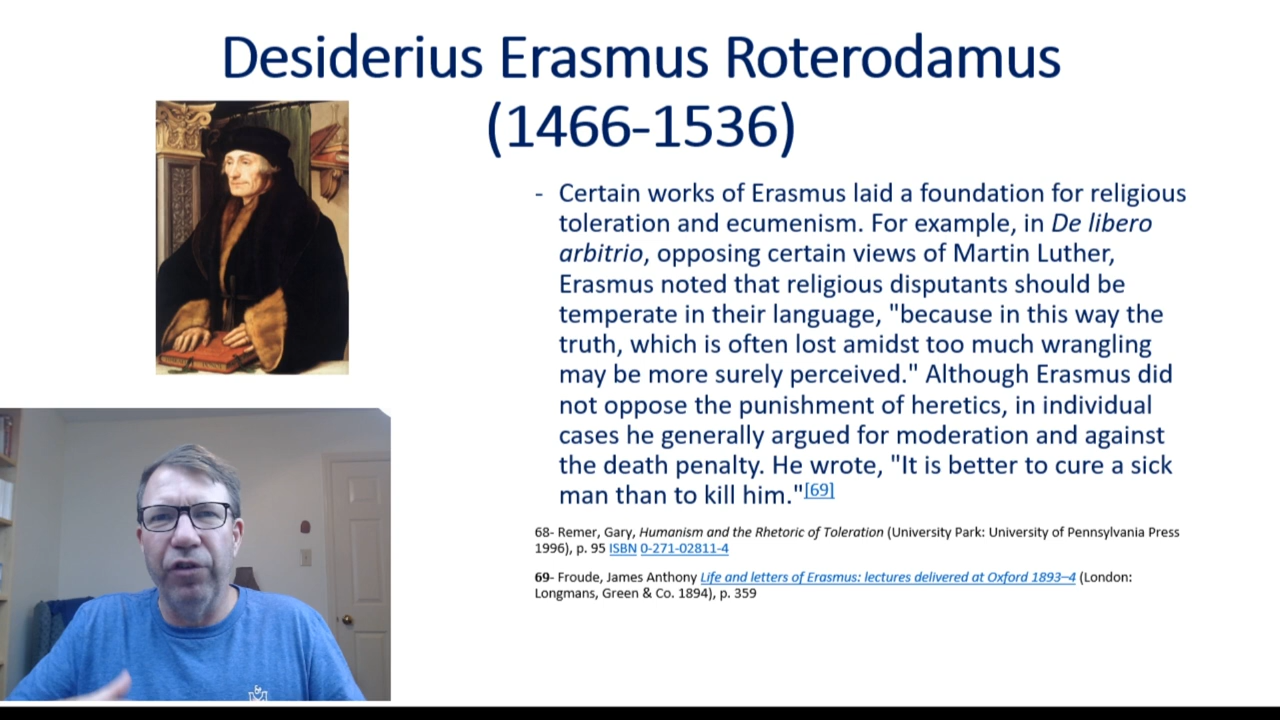 Desiderius Erasmus Roterodamus
(1466-1536)
- Certain works of Erasmus laid a foundation for religious
toleration and ecumenism. For example, in De libero
arbitrio, opposing certain views of Martin Luther,
Erasmus noted that religious disputants should be
temperate in their language, "because in this way the
truth, which is often lost amidst too much wrangling
may be more surely perceived." Although Erasmus did
not oppose the punishment of heretics, in individual
cases he generally argued for moderation and against
the death penalty. He wrote, "It is better to cure a sick
man than to kill him."[69]
68- Remer, Gary, Humanism and the Rhetoric of Toleration (University Park: University of Pennsylvania Press
1996), p. 95 ISBN 0-271-02811-4
69- Froude, James Anthony Life and letters of Erasmus: lectures delivered at Oxford 1893–4 (London:
Longmans, Green & Co. 1894), p. 359